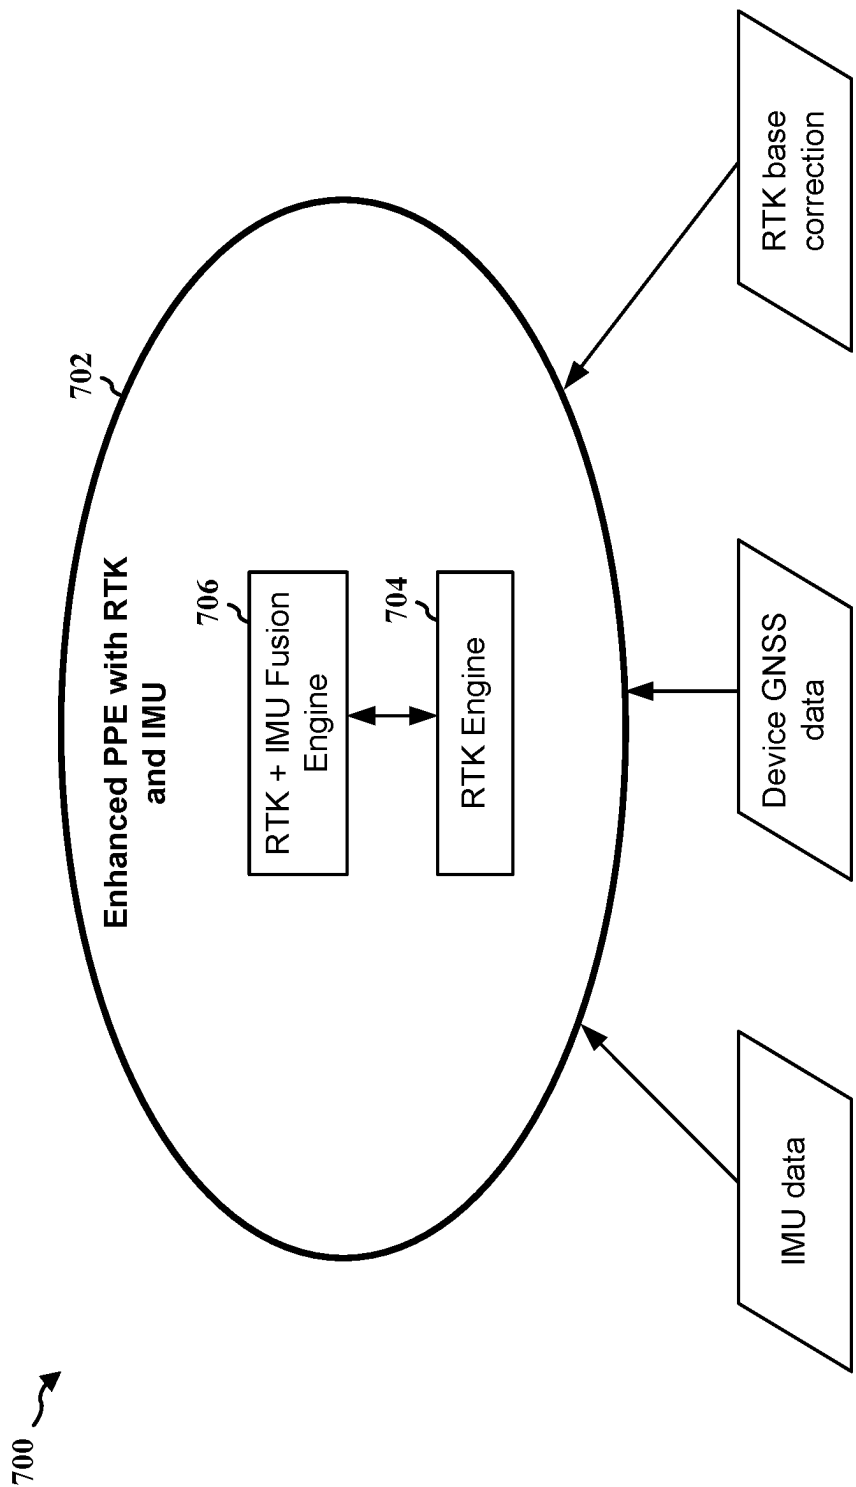 700
702
Enhanced PPE with RTK
and IMU
706
RTK + IMU Fusion
Engine
704
RTK Engine
IMU data
Device GNSS
data
RTK base
correction